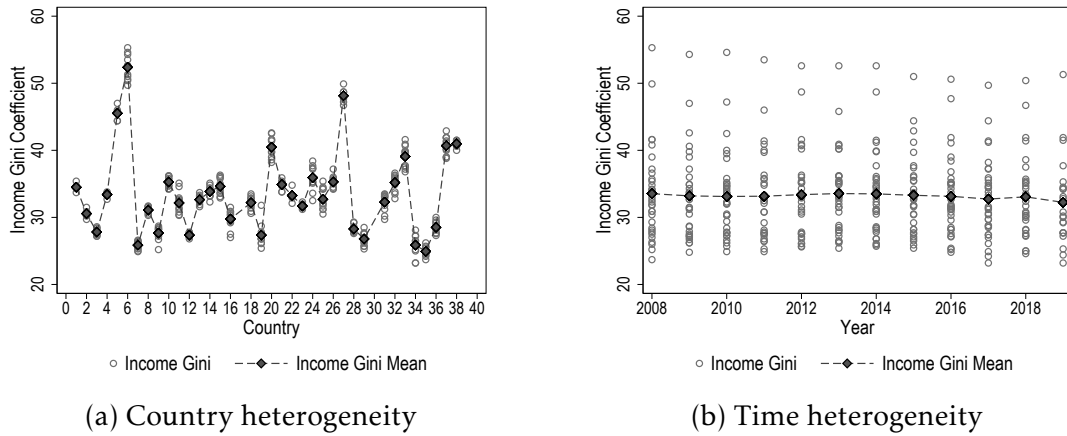 60
50
40
30
20
Income Gini Coefficient
0 2 4 6 8 10 12 14 16 18 20 22 24 26 28 30 32 34 36 38 40
Country
Income Gini Income Gini Mean
(a) Country heterogeneity
60
50
40
30
20
Income Gini Coefficient
2008 2010 2012 2014 2016 2018
Year
Income Gini Income Gini Mean
(b) Time heterogeneity